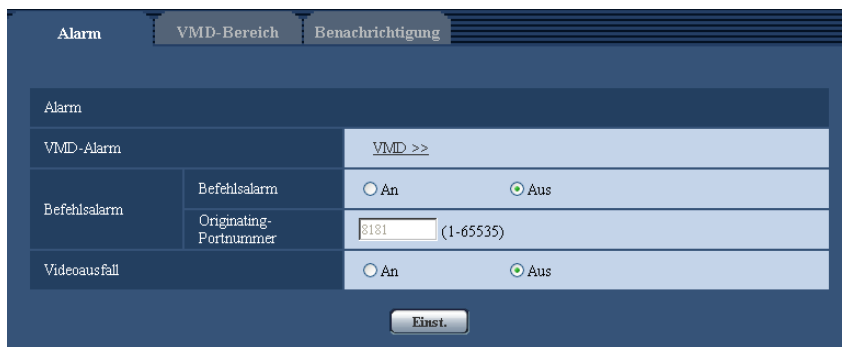 Alarm VMD-Bereich Benachrichtigung
Alarm
VMD-Alarm VMD >>
Befehlsalarm
Befehlsalarm An Aus
Originating-
Portnummer
8181 (1-65535)
Videoausfall An Aus
Einst.